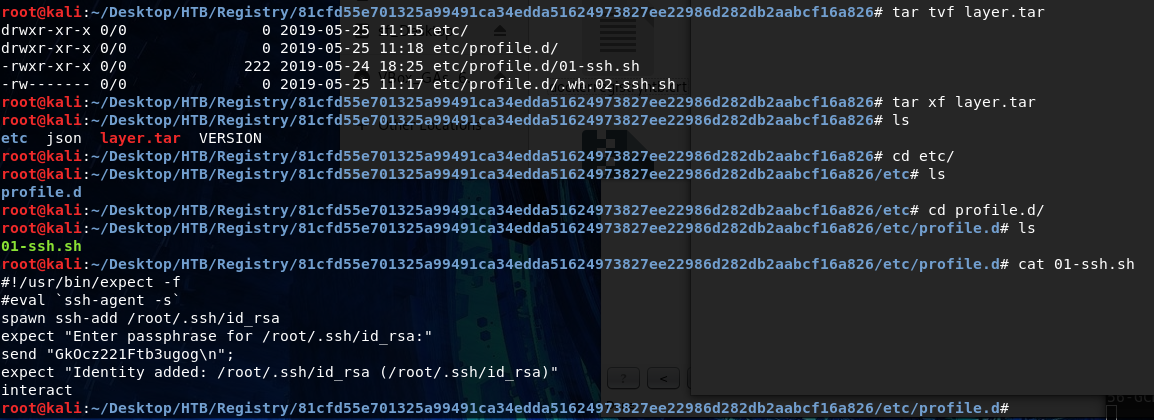 root@kali:~/Desktop/HTB/Registry/81cfd55e701325a99491ca34edda51624973827ee22986d282db2aabcf16a826# tar tvf layer.tar
drwxr-xr-x 0/0               0 2019-05-25 11:15 etc/
drwxr-xr-x 0/0               0 2019-05-25 11:18 etc/profile.d/
-rwxr-xr-x 0/0             222 2019-05-24 18:25 etc/profile.d/01-ssh.sh
-rw------- 0/0               0 2019-05-25 11:17 etc/profile.d/.wh.02-ssh.sh
root@kali:~/Desktop/HTB/Registry/81cfd55e701325a99491ca34edda51624973827ee22986d282db2aabcf16a826# tar xf layer.tar
root@kali:~/Desktop/HTB/Registry/81cfd55e701325a99491ca34edda51624973827ee22986d282db2aabcf16a826# ls
etc  json  layer.tar  VERSION
Other Locations
root@kali:~/Desktop/HTB/Registry/81cfd55e701325a99491ca34edda51624973827ee22986d282db2aabcf16a826# cd etc/
root@kali:~/Desktop/HTB/Registry/81cfd55e701325a99491ca34edda51624973827ee22986d282db2aabcf16a826/etc# ls
profile.d
root@kali:~/Desktop/HTB/Registry/81cfd55e701325a99491ca34edda51624973827ee22986d282db2aabcf16a826/etc# cd profile.d/
root@kali:~/Desktop/HTB/Registry/81cfd55e701325a99491ca34edda51624973827ee22986d282db2aabcf16a826/etc/profile.d# ls
01-ssh.sh
root@kali:~/Desktop/HTB/Registry/81cfd55e701325a99491ca34edda51624973827ee22986d282db2aabcf16a826/etc/profile.d# cat 01-ssh.sh
#!/usr/bin/expect -f
#eval `ssh-agent -s`
spawn ssh-add /root/.ssh/id_rsa
expect "Enter passphrase for /root/.ssh/id_rsa:"
send "GkOcz221Ftb3ugog\n";
expect "Identity added: /root/.ssh/id_rsa (/root/.ssh/id_rsa)"
interact
? <
root@kali:~/Desktop/HTB/Registry/81cfd55e701325a99491ca34edda51624973827ee22986d282db2aabcf16a826/etc/profile.d#